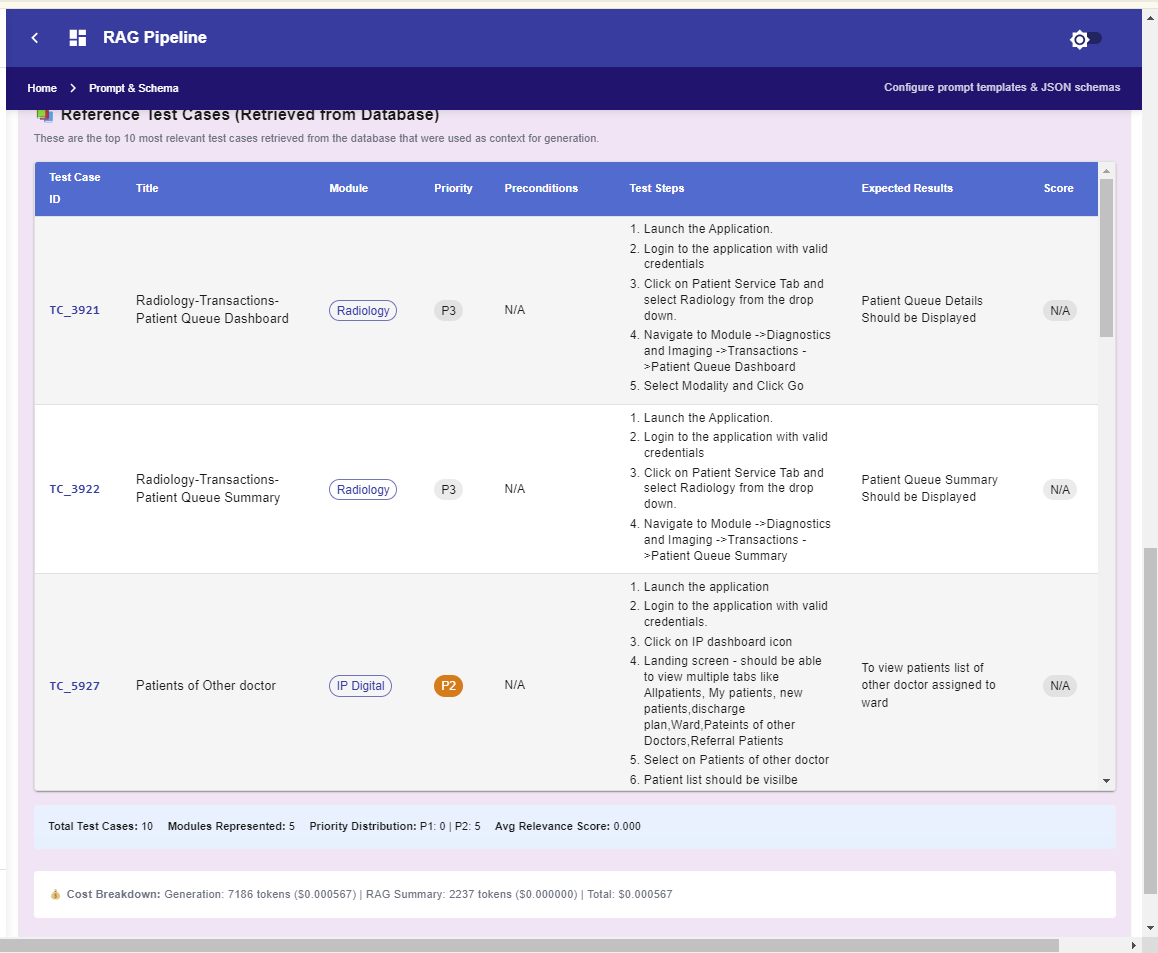 RAG Pipeline
Home
Prompt & Schema
Configure prompt templates & JSON schemas
Reference Test Cases (Retrieved from Database)
These are the top 10 most relevant test cases retrieved from the database that were used as context for generation.
Test Case
ID
Title
Module
Priority
Preconditions
Test Steps
Expected Results
Score
TC_3921
Radiology-Transactions-
Patient Queue Dashboard
Radiology
P3
N/A
1. Launch the Application.
2. Login to the application with valid
credentials
3. Click on Patient Service Tab and
select Radiology from the drop
down.
4. Navigate to Module ->Diagnostics
and Imaging ->Transactions -
>Patient Queue Dashboard
5. Select Modality and Click Go
Patient Queue Details
Should be Displayed
N/A
TC_3922
Radiology-Transactions-
Patient Queue Summary
Radiology
P3
N/A
1. Launch the Application.
2. Login to the application with valid
credentials
3. Click on Patient Service Tab and
select Radiology from the drop
down.
4. Navigate to Module ->Diagnostics
and Imaging ->Transactions -
>Patient Queue Summary
Patient Queue Summary
Should be Displayed
N/A
TC_5927
Patients of Other doctor
IP Digital
P2
N/A
1. Launch the application
2. Login to the application with valid
credentials.
3. Click on IP dashboard icon
4. Landing screen - should be able
to view multiple tabs like
Allpatients, My patients, new
patients,discharge
plan,Ward,Pateints of other
Doctors,Referral Patients
5. Select on Patients of other doctor
6. Patient list should be visilbe
To view patients list of
other doctor assigned to
ward
N/A
Total Test Cases: 10 Modules Represented: 5 Priority Distribution: P1: 0 | P2: 5 Avg Relevance Score: 0.000
Cost Breakdown: Generation: 7186 tokens ($0.000567) | RAG Summary: 2237 tokens ($0.000000) | Total: $0.000567